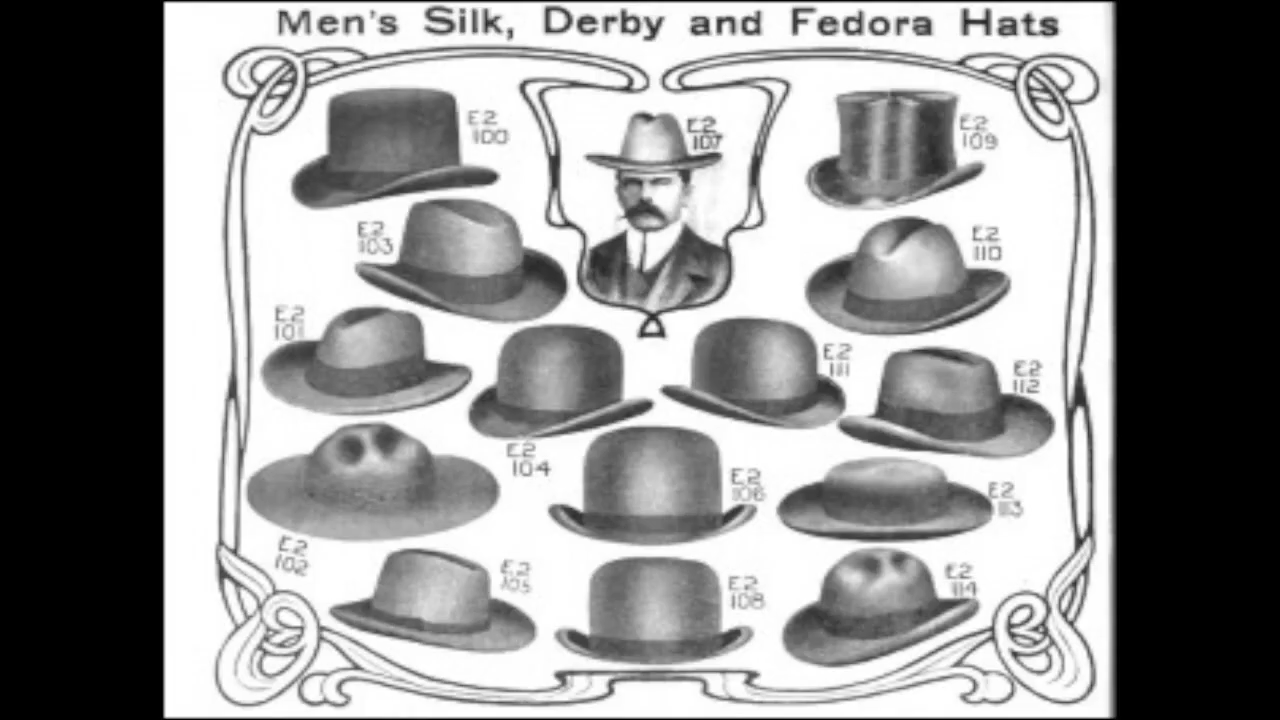 Men's Silk, Derby and Fedora Hats
E2
100
E2
107
E2
109
E2
103
E2
110
E2
101
E2
111
E2
112
E2
104
E2
106
E2
113
E2
102
E2
105
E2
108
E2
114